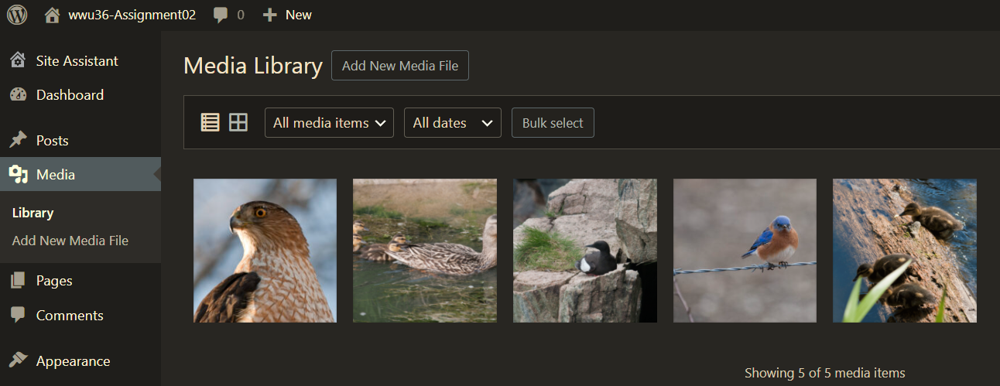 wwu36-Assignment02 0 New
Site Assistant
Dashboard
Posts
Media
Library
Add New Media File
Pages
Comments
Appearance
Media Library Add New Media File
All media items All dates Bulk select
Showing 5 of 5 media items